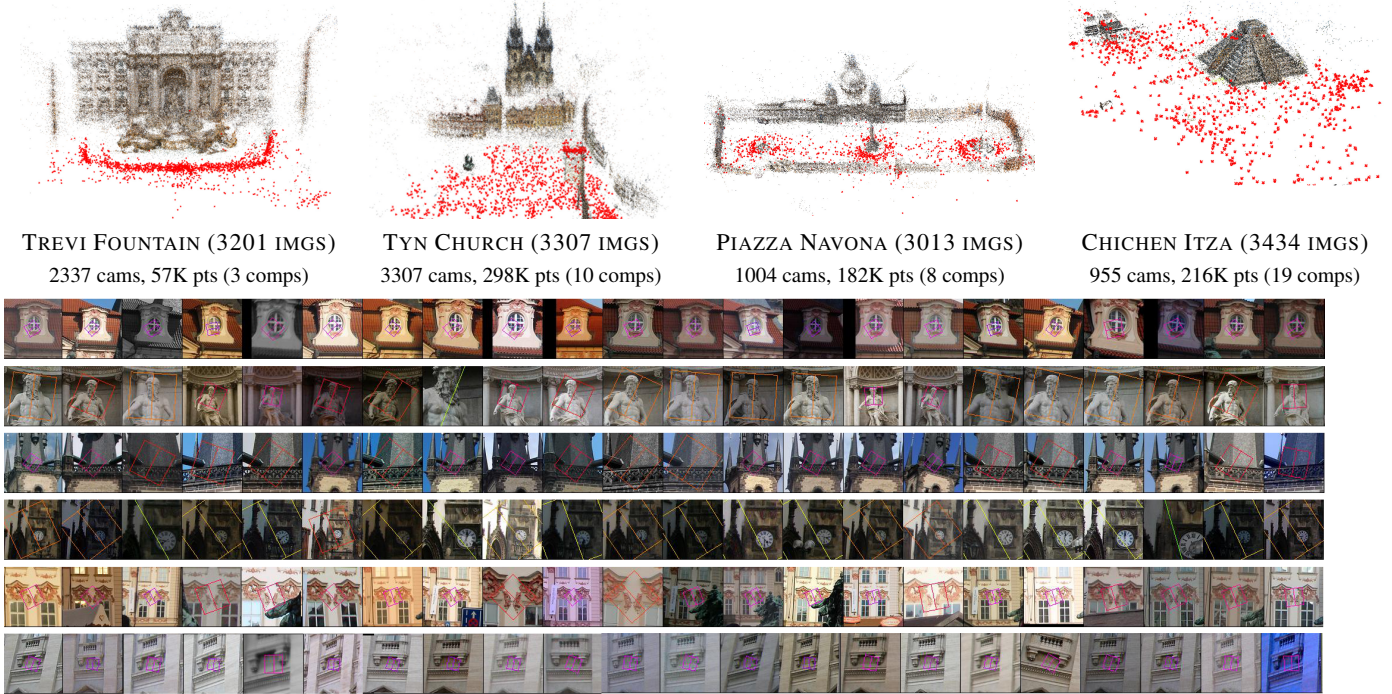 TREVI FOUNTAIN (3201 IMGS)
2337 cams, 57K pts (3 comps)
TYN CHURCH (3307 IMGS)
3307 cams, 298K pts (10 comps)
PIAZZA NAVONA (3013 IMGS)
1004 cams, 182K pts (8 comps)
CHICHEN ITZA (3434 IMGS)
955 cams, 216K pts (19 comps)